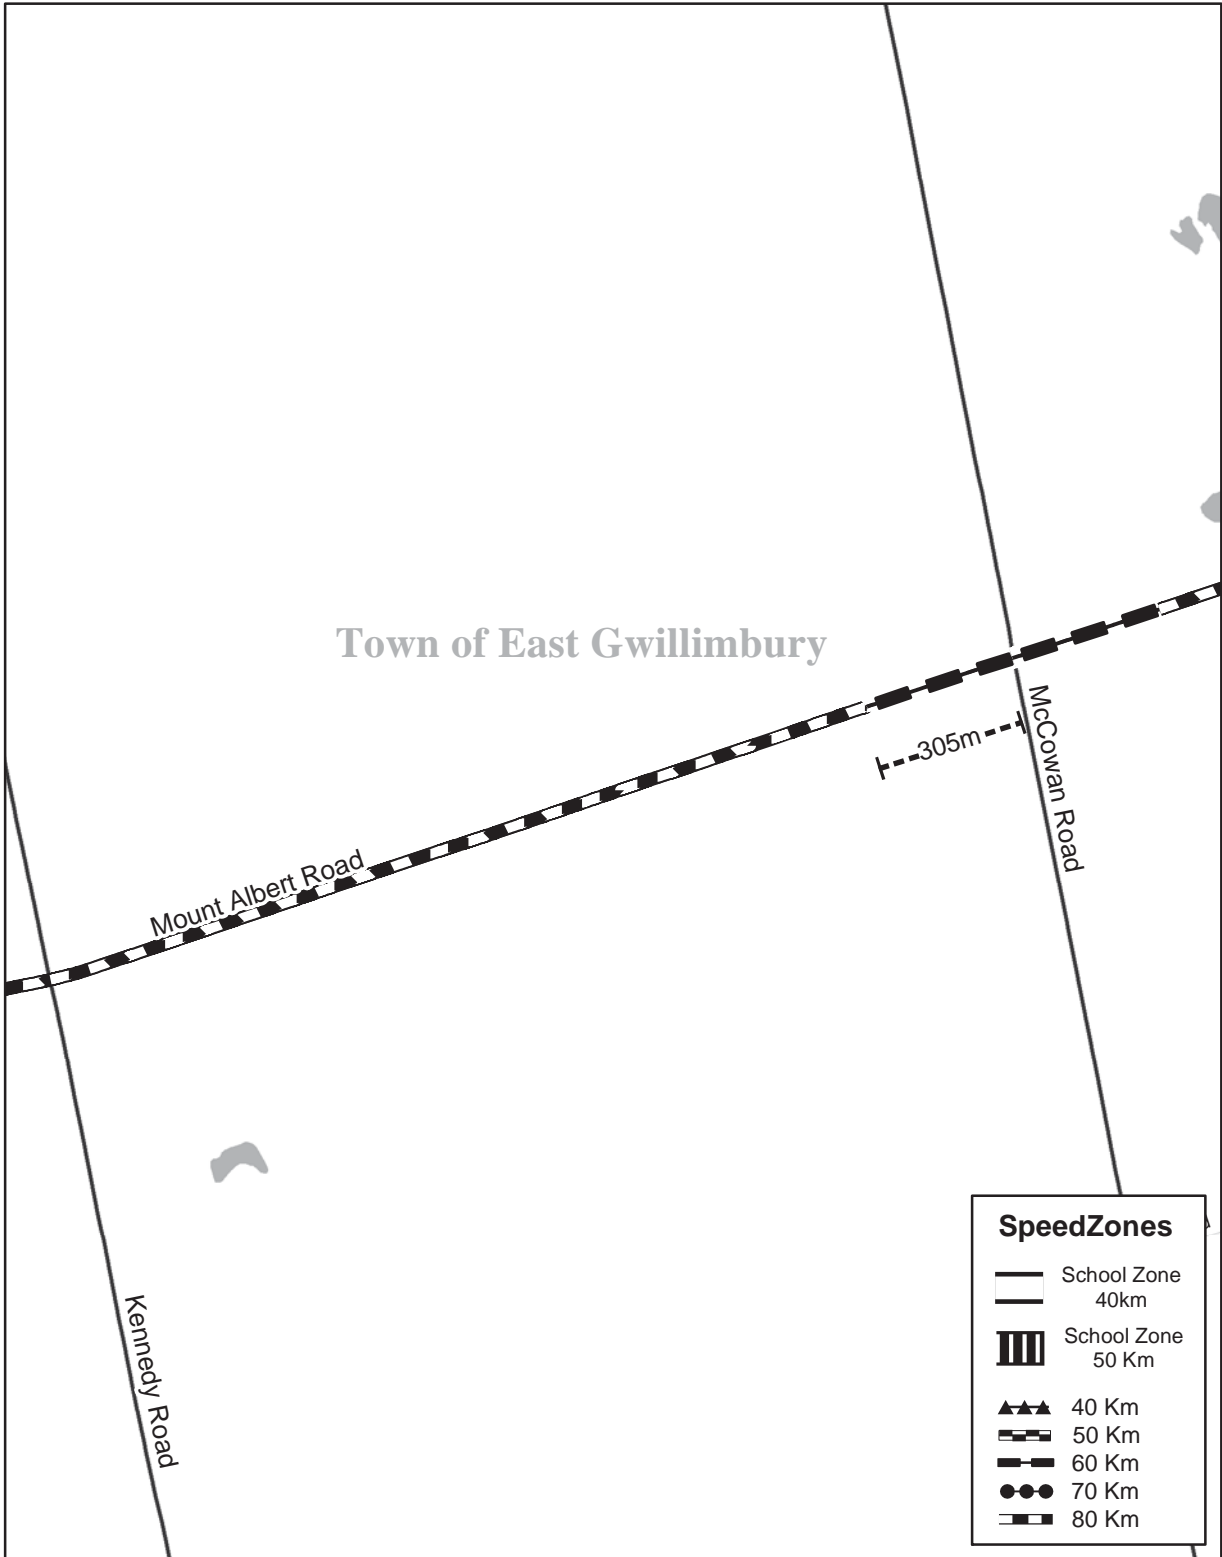 Town of East Gwillimbury
McCowan Road
305m
Mount Albert Road
Kennedy Road
SpeedZones
School Zone
40km
School Zone
50 Km
40 Km
50 Km
60 Km
70 Km
80 Km